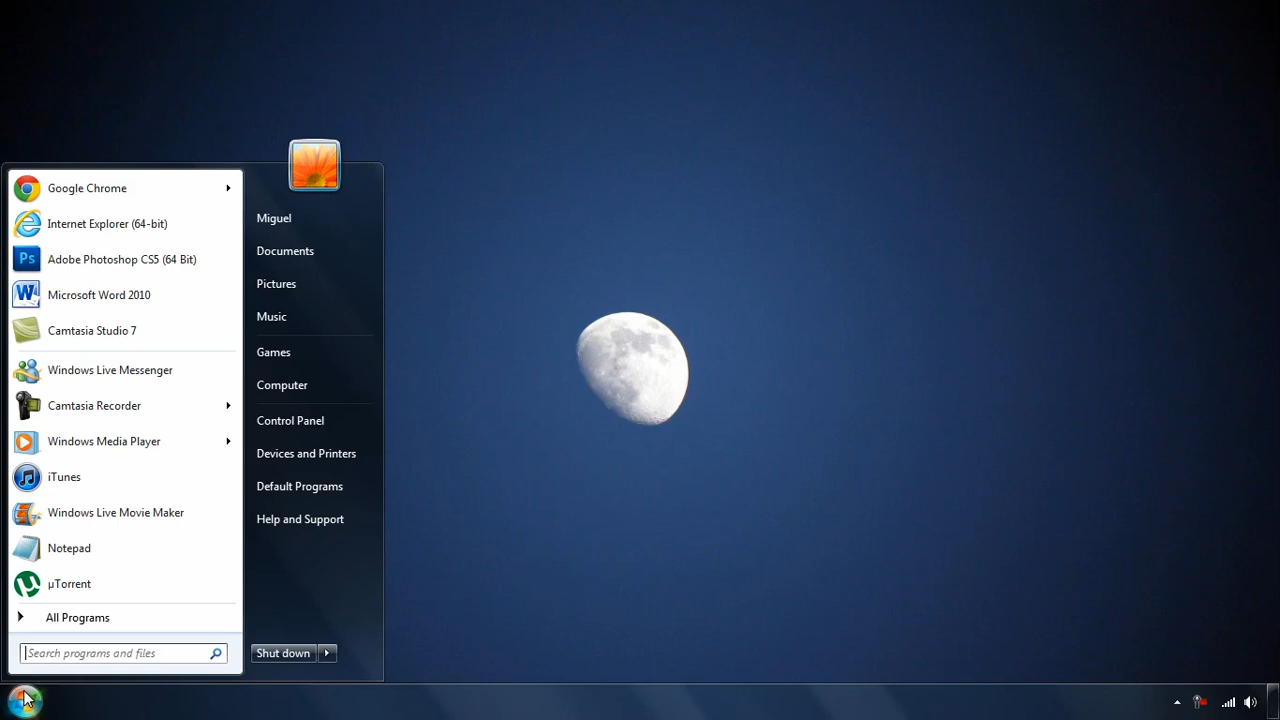 Google Chrome
Internet Explorer (64-bit)
Ps
Adobe Photoshop CS5 (64 Bit)
W
Microsoft Word 2010
Camtasia Studio 7
Windows Live Messenger
Camtasia Recorder
Windows Media Player
iTunes
Windows Live Movie Maker
Notepad
µTorrent
All Programs
Search programs and files
Miguel
Documents
Pictures
Music
Games
Computer
Control Panel
Devices and Printers
Default Programs
Help and Support
Shut down